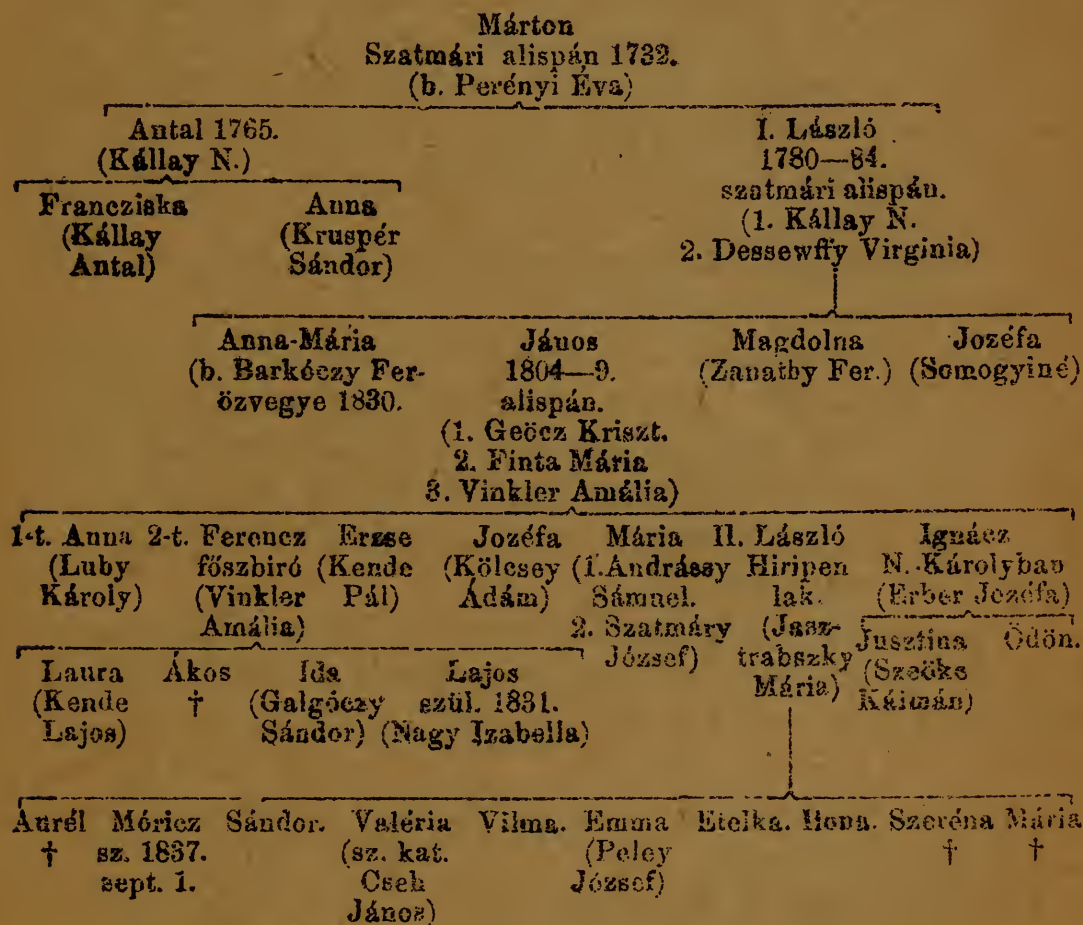 Márton
Szatmári alispán 1732.
(b. Perényi Éva)
Antal 1765. I. László
(Kállay N.) 1780—84.
szatmári alispán.
Francziska Anna (1. Kállay N.
(Kállay (Kruspér 2. Dessewffy Virginia)
Antal) Sándor)
Anna-Mária János Magdolna Jozéfa
(b. Barkóczy Fer- 1804—9. (Zanathy Fer.) (Somogyiné)
özvegye 1830. alispán.
(1. Geöcz Kriszt.
2. Finta Mária
3. Vinkler Amália)
1-t. Anna 2-t. Ferencz Erzse Jozéfa Mária II. László Ignácz
(Luby főszbiró (Kende (Kölcsey (1. Andrássy Hiripen N.-Károlyban
Károly) (Vinkler Pál) Ádám) Sámuel. lak. (Erber Jozéfa)
Amália) 2. Szatmáry (Jasz-
József) trabszky
Mária)
Jusztina Ödön.
(Szeőke
Kálmán)
Laura Ákos Ida Lajos
(Kende † (Galgóczy szül. 1831.
Lajos) Sándor) (Nagy Izabella)
Aurél Móricz Sándor. Valéria Vilma. Emma Etelka. Ilona. Szeréna Mária
† sz. 1837. (sz. kat. (Peley † †
sept. 1. Cseh József)
János)